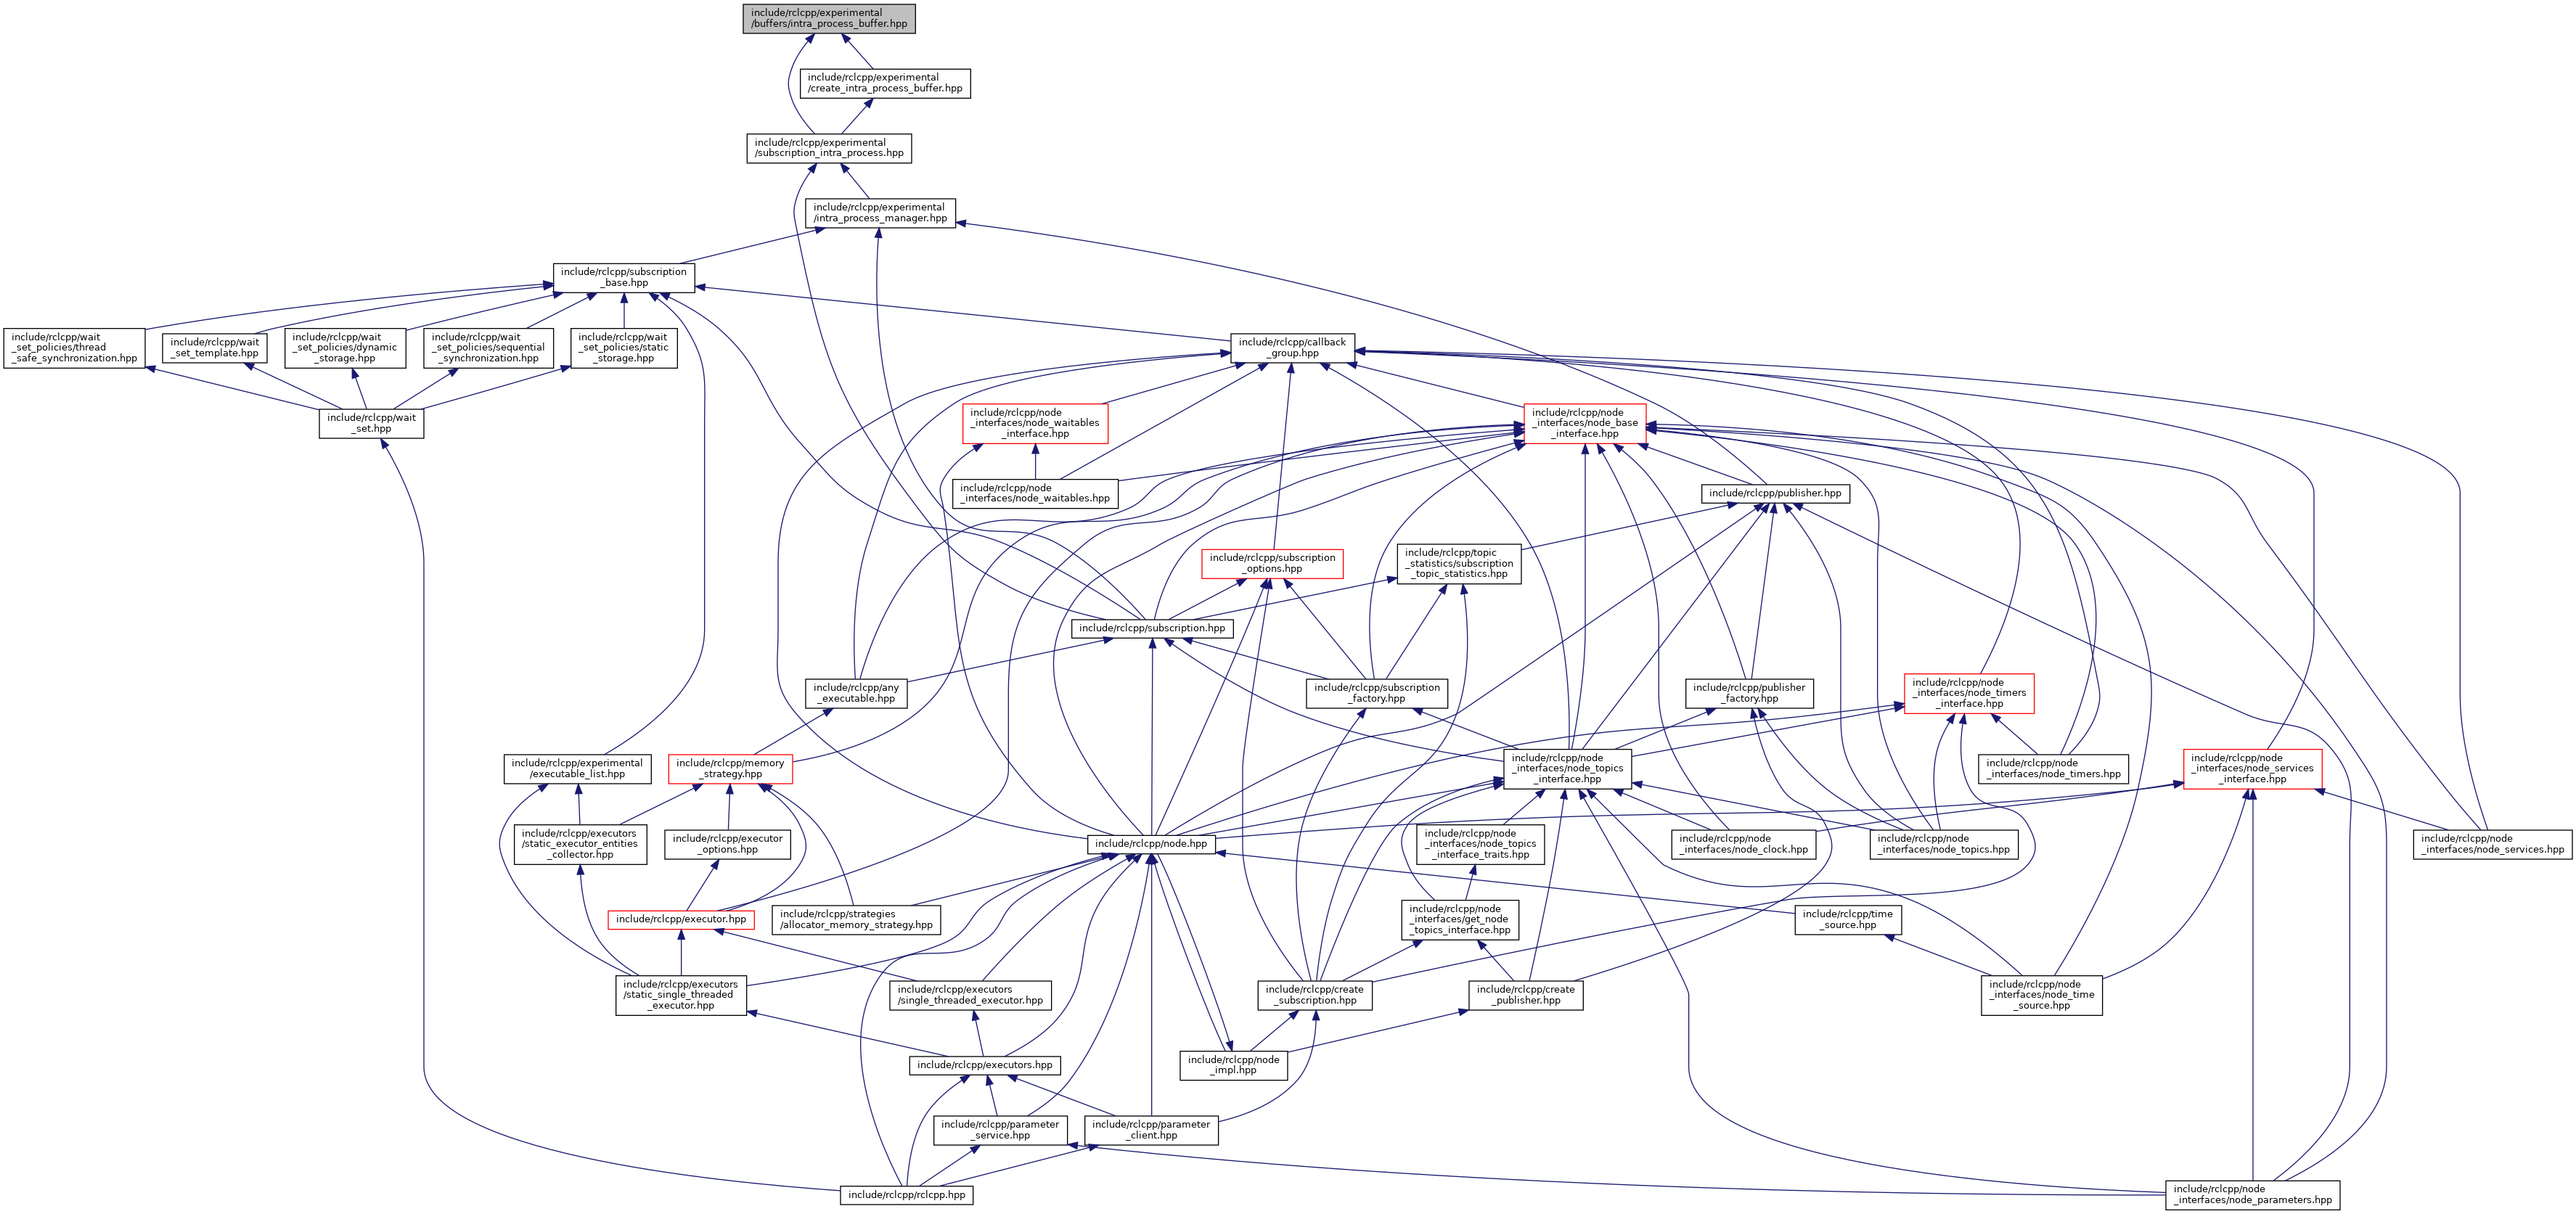 include/rclcpp/experimental
/buffers/intra_process_buffer.hpp
include/rclcpp/experimental
/create_intra_process_buffer.hpp
include/rclcpp/experimental
/subscription_intra_process.hpp
include/rclcpp/experimental
/intra_process_manager.hpp
include/rclcpp/subscription
_base.hpp
include/rclcpp/wait
_set_policies/thread
_safe_synchronization.hpp
include/rclcpp/wait
_set_template.hpp
include/rclcpp/wait
_set_policies/dynamic
_storage.hpp
include/rclcpp/wait
_set_policies/sequential
_synchronization.hpp
include/rclcpp/wait
_set_policies/static
_storage.hpp
include/rclcpp/callback
_group.hpp
include/rclcpp/wait
_set.hpp
include/rclcpp/node
_interfaces/node_waitables
_interface.hpp
include/rclcpp/node
_interfaces/node_base
_interface.hpp
include/rclcpp/node
_interfaces/node_waitables.hpp
include/rclcpp/publisher.hpp
include/rclcpp/subscription
_options.hpp
include/rclcpp/topic
_statistics/subscription
_topic_statistics.hpp
include/rclcpp/subscription.hpp
include/rclcpp/any
_executable.hpp
include/rclcpp/subscription
_factory.hpp
include/rclcpp/publisher
_factory.hpp
include/rclcpp/node
_interfaces/node_timers
_interface.hpp
include/rclcpp/experimental
/executable_list.hpp
include/rclcpp/memory
_strategy.hpp
include/rclcpp/node
_interfaces/node_topics
_interface.hpp
include/rclcpp/node
_interfaces/node_timers.hpp
include/rclcpp/node
_interfaces/node_services
_interface.hpp
include/rclcpp/executors
/static_executor_entities
_collector.hpp
include/rclcpp/executor
_options.hpp
include/rclcpp/node.hpp
include/rclcpp/node
_interfaces/node_topics
_interface_traits.hpp
include/rclcpp/node
_interfaces/node_clock.hpp
include/rclcpp/node
_interfaces/node_topics.hpp
include/rclcpp/node
_interfaces/node_services.hpp
include/rclcpp/executor.hpp
include/rclcpp/strategies
/allocator_memory_strategy.hpp
include/rclcpp/node
_interfaces/get_node
_topics_interface.hpp
include/rclcpp/time
_source.hpp
include/rclcpp/executors
/static_single_threaded
_executor.hpp
include/rclcpp/executors
/single_threaded_executor.hpp
include/rclcpp/create
_subscription.hpp
include/rclcpp/create
_publisher.hpp
include/rclcpp/node
_interfaces/node_time
_source.hpp
include/rclcpp/executors.hpp
include/rclcpp/node
_impl.hpp
include/rclcpp/parameter
_service.hpp
include/rclcpp/parameter
_client.hpp
include/rclcpp/rclcpp.hpp
include/rclcpp/node
_interfaces/node_parameters.hpp